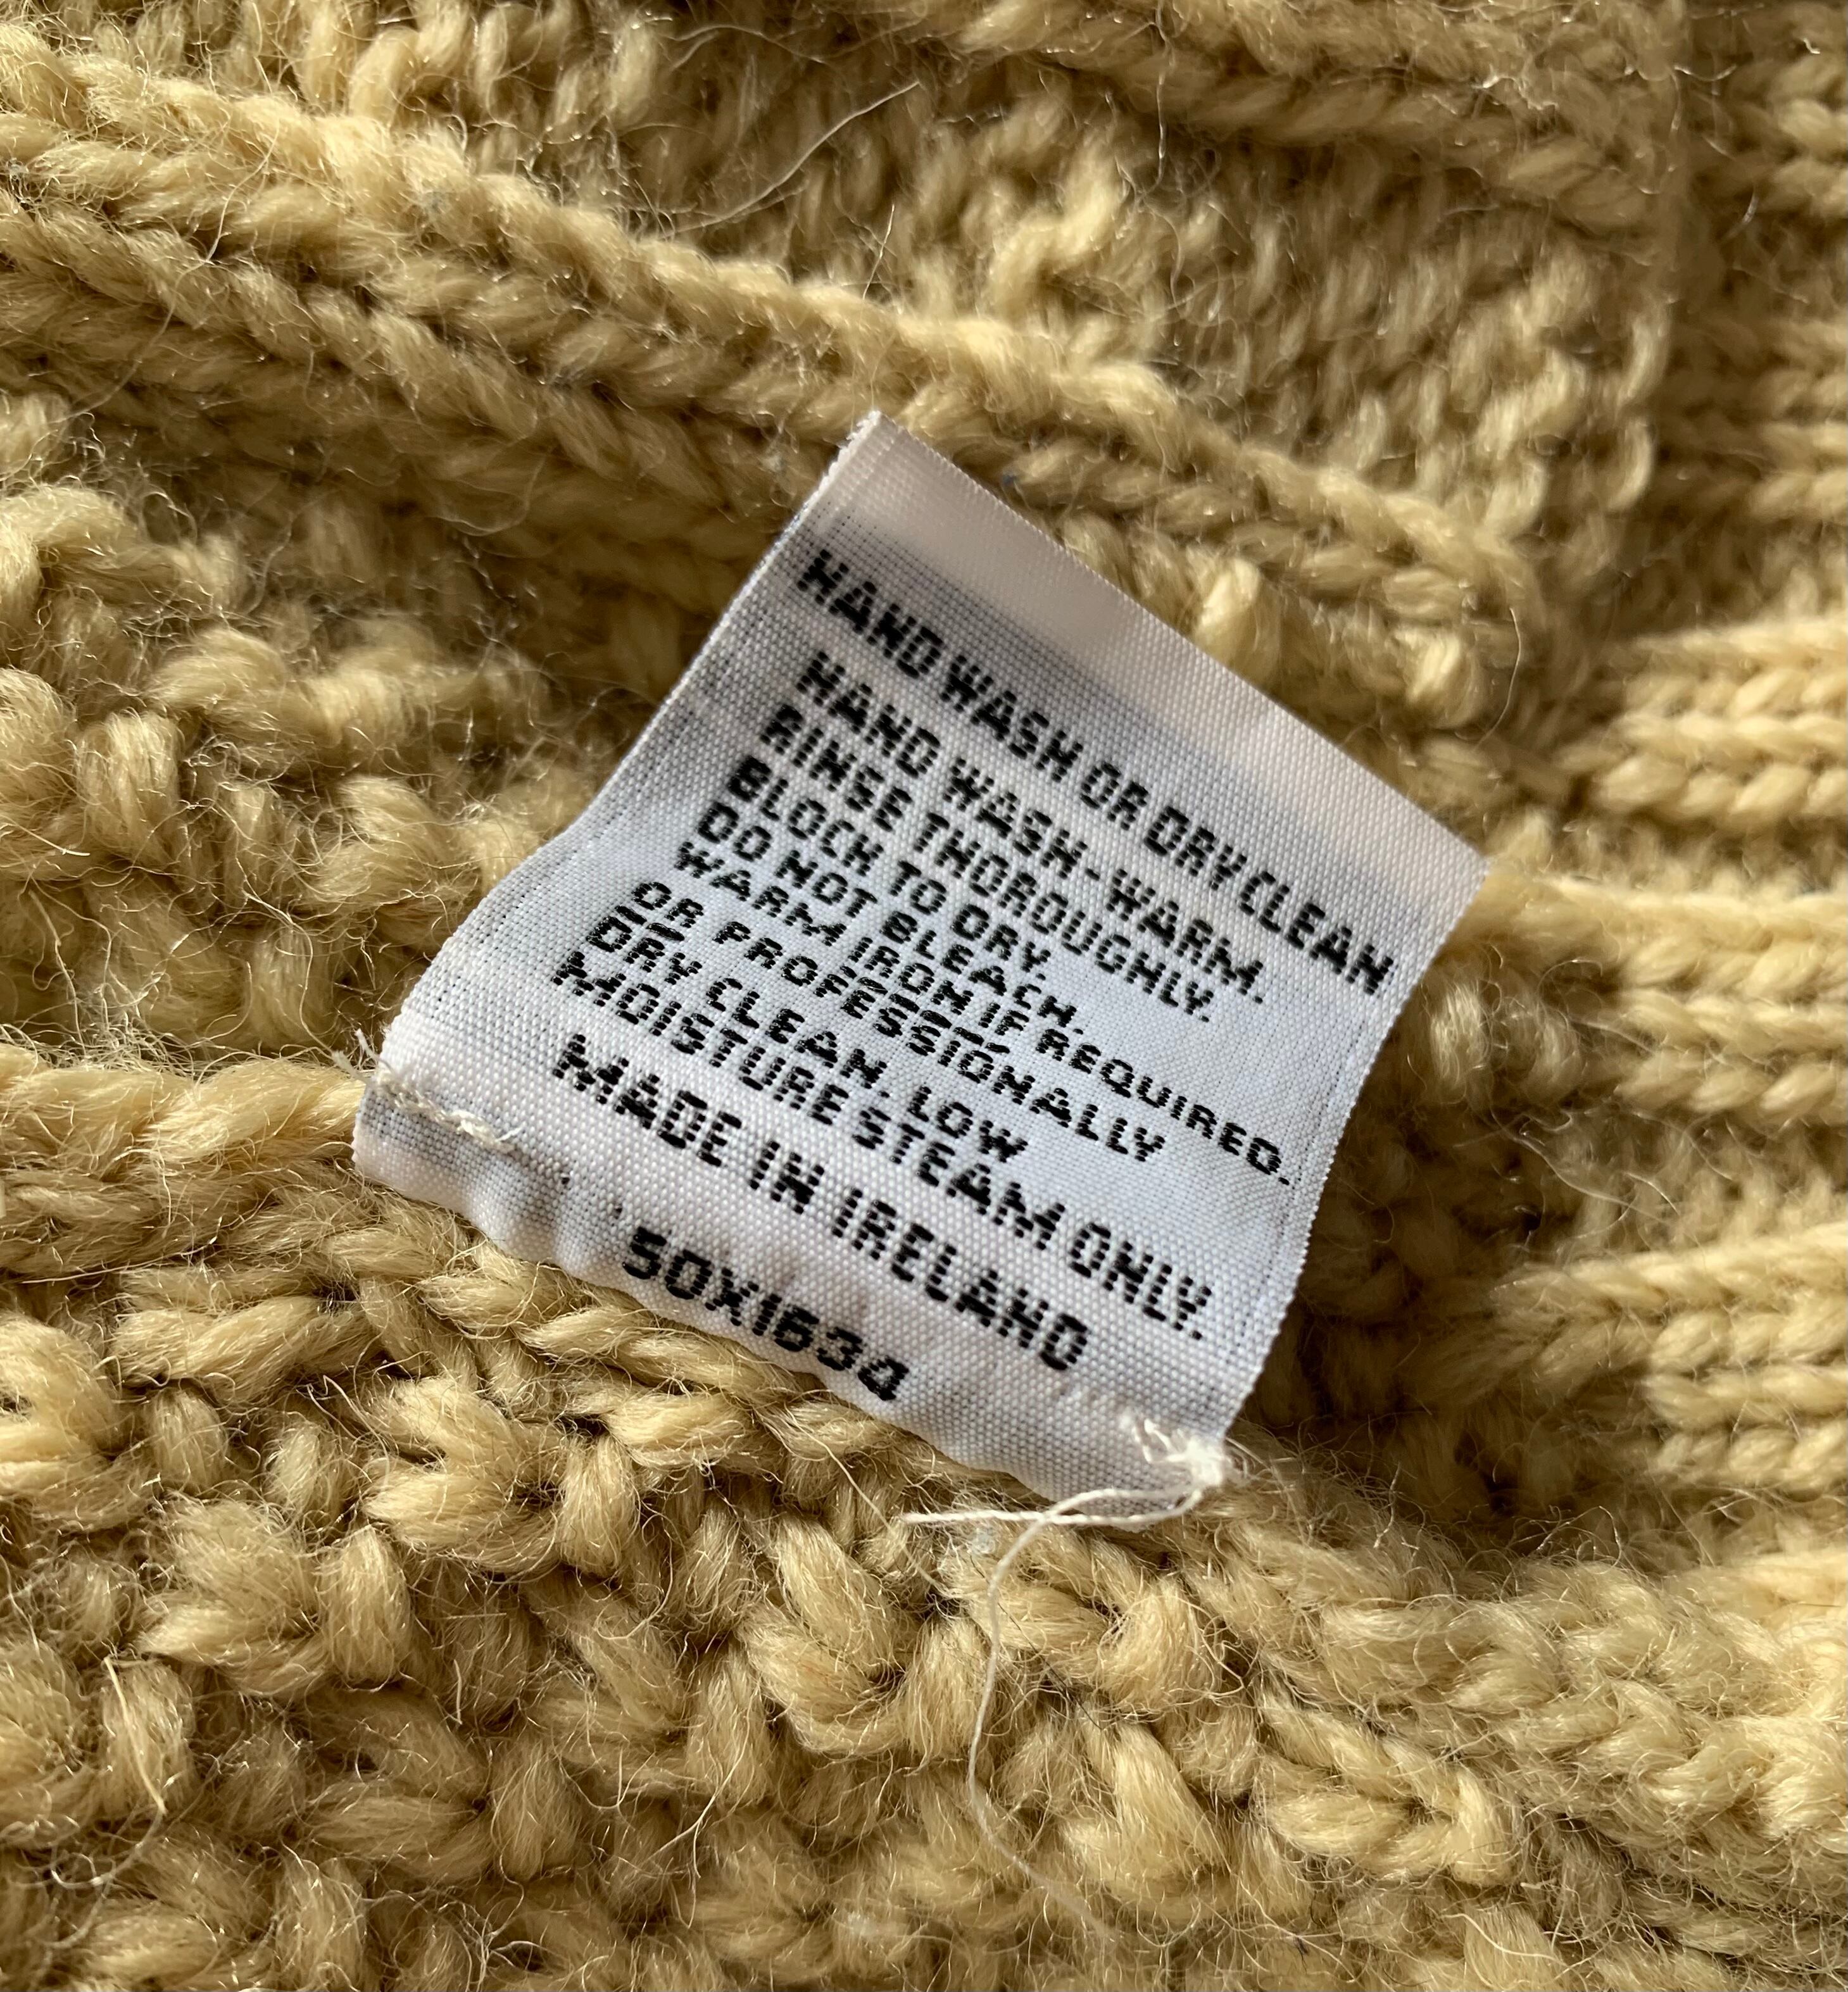 HAND WASH OR DRY CLEAN
HAND WASH-WARM.
RINSE THOROUGHLY.
BLOCK TO DRY.
DO NOT BLEACH.
WARM IRON IF REQUIRED.
OR PROFESSIONALLY
DRY CLEAN. LOW
MOISTURE STEAM ONLY.
MADE IN IRELAND
50X1634